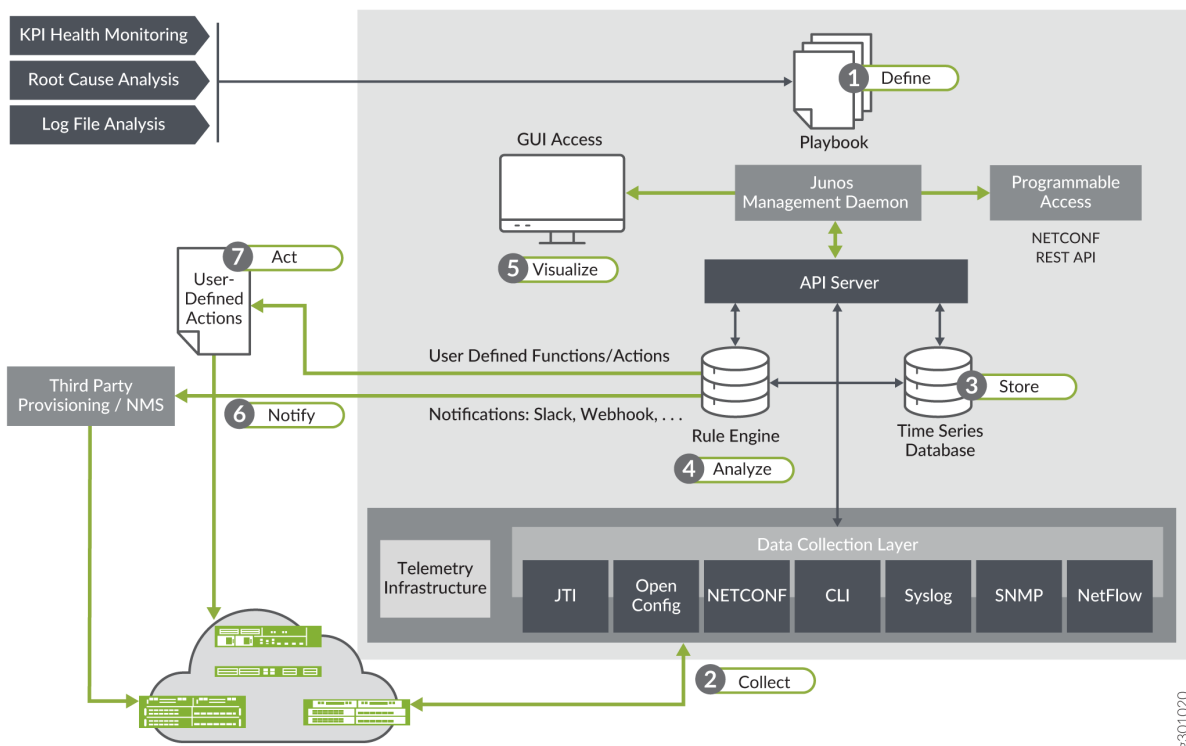 KPI Health Monitoring
Root Cause Analysis
Log File Analysis
1 Define
Playbook
GUI Access
Junos
Management Daemon
Programmable
Access
NETCONF
REST API
5 Visualize
API Server
7 Act
User-
Defined
Actions
User Defined Functions/Actions
Third Party
Provisioning / NMS
6 Notify
Notifications: Slack, Webhook, . . .
Rule Engine
4 Analyze
3 Store
Time Series
Database
Data Collection Layer
Telemetry
Infrastructure
JTI
Open
Config
NETCONF
CLI
Syslog
SNMP
NetFlow
2 Collect
g301020